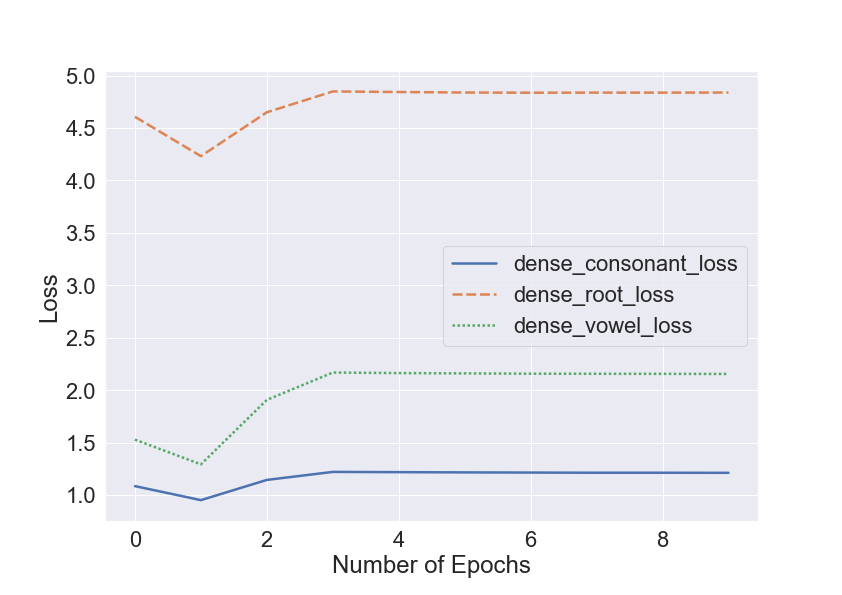 5.0
4.5
4.0
3.5
3.0
2.5
2.0
1.5
1.0
Loss
dense_consonant_loss
dense_root_loss
dense_vowel_loss
0 2 4 6 8
Number of Epochs